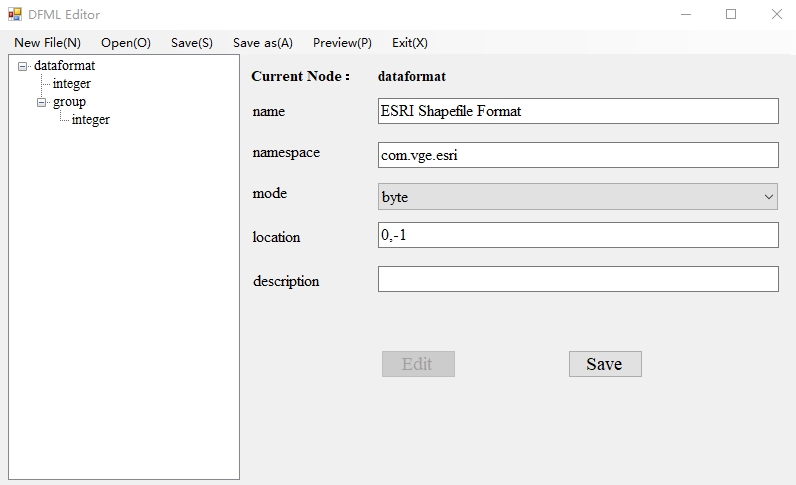 DFML Editor
New File(N) Open(O) Save(S) Save as(A) Preview(P) Exit(X)
dataformat
integer
group
integer
Current Node: dataformat
name ESRI Shapefile Format
namespace com.vge.esri
mode byte
location 0,-1
description
Edit Save